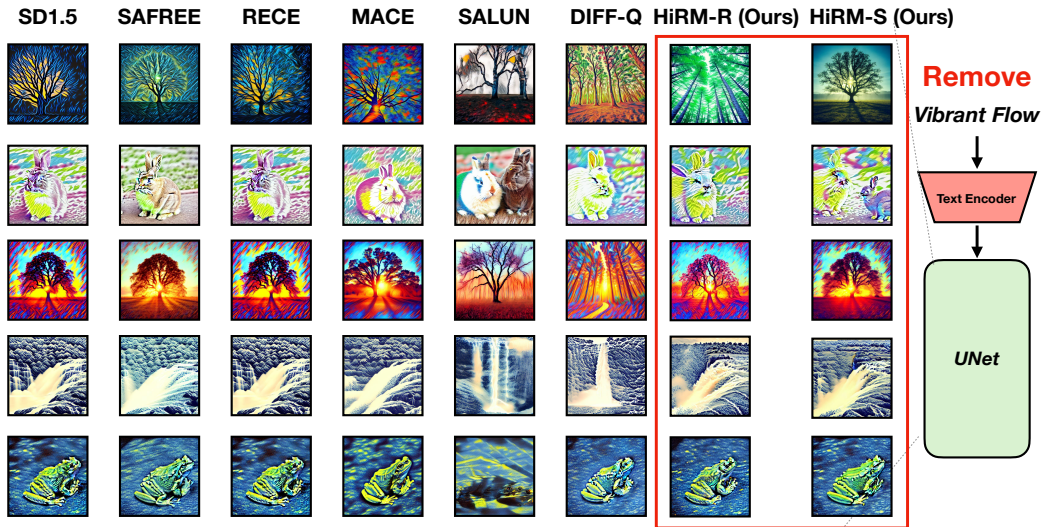 SD1.5 SAFREE RECE MACE SALUN DIFF-Q HiRM-R (Ours) HiRM-S (Ours)
Remove
Vibrant Flow
Text Encoder
UNet